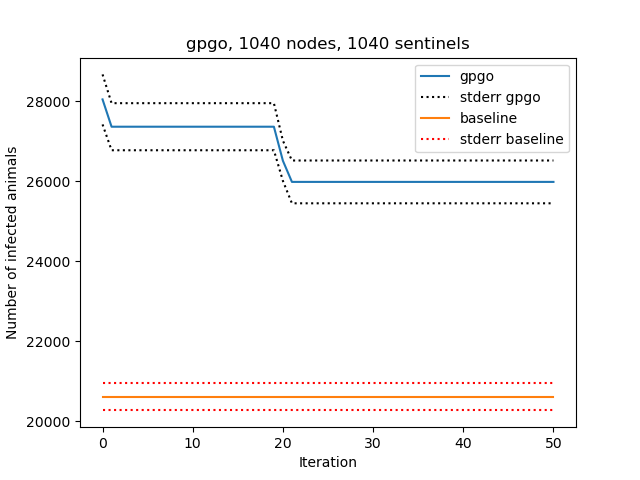 gpgo, 1040 nodes, 1040 sentinels
gpgo
stderr gpgo
baseline
stderr baseline
Number of infected animals
28000
26000
24000
22000
20000
0 10 20 30 40 50
Iteration